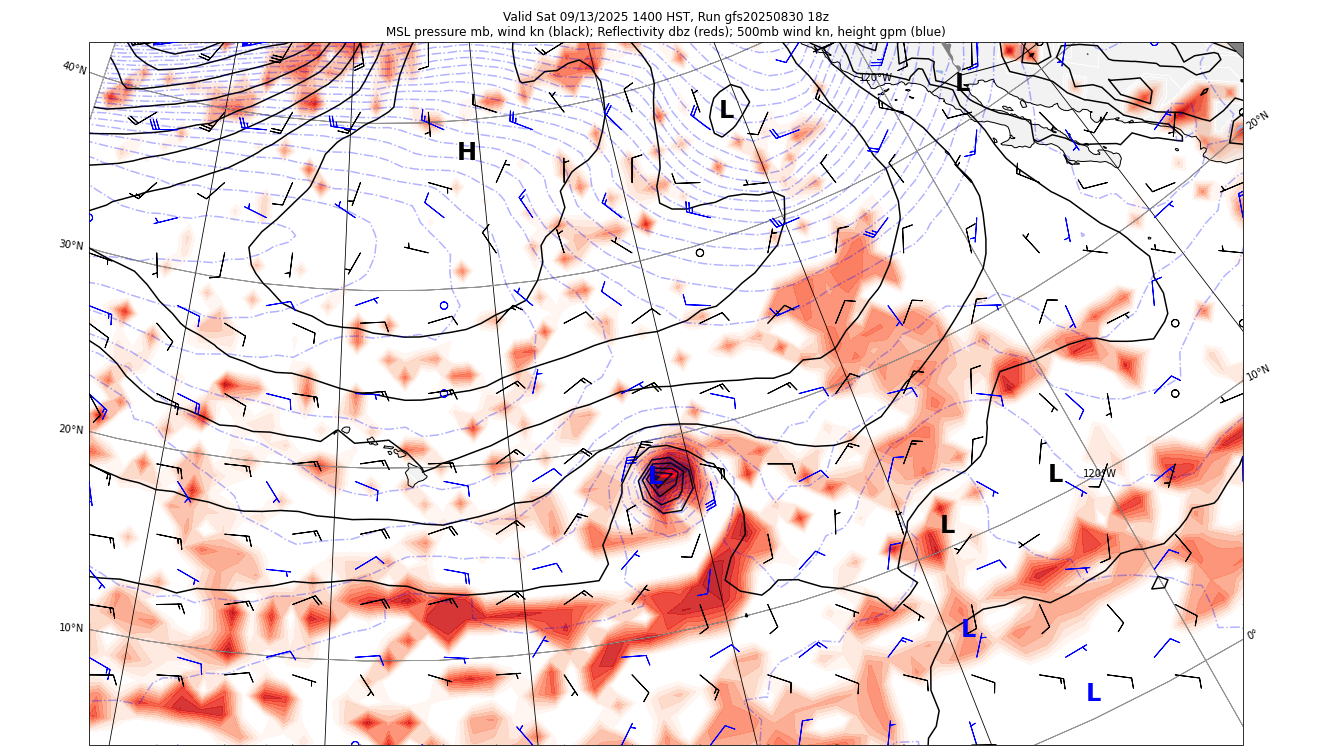 Valid Sat 09/13/2025 1400 HST, Run gfs20250830 18z
MSL pressure mb, wind kn (black); Reflectivity dbz (reds); 500mb wind kn, height gpm (blue)
40°N
120°W
L
L
20°N
H
30°N
10°N
20°N
L
L
120°W
L
10°N
L
0°
L